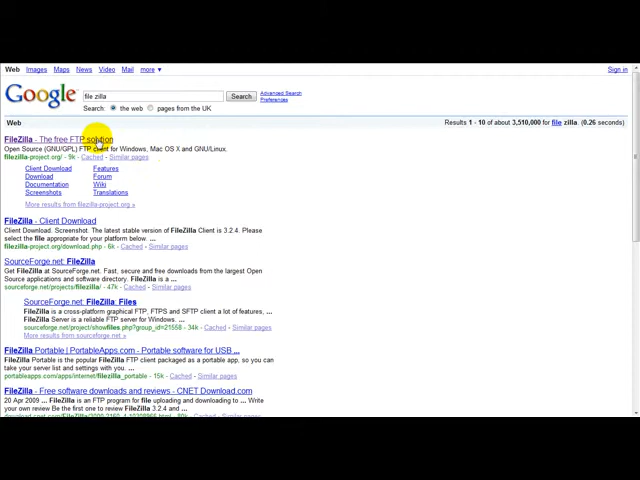 Web Images Maps News Video Mail more ▼ Sign in
Google file zilla Search Advanced Search
Preferences
Search: the web pages from the UK
Web Results 1 - 10 of about 3,510,000 for file zilla. (0.26 seconds)
FileZilla - The free FTP solution
Open Source (GNU/GPL) FTP client for Windows, Mac OS X and GNU/Linux.
filezilla-project.org/ - 9k - Cached - Similar pages
Client Download Features
Download Forum
Documentation Wiki
Screenshots Translations
More results from filezilla-project.org »
FileZilla - Client Download
Client Download. Screenshot. The latest stable version of FileZilla Client is 3.2.4. Please
select the file appropriate for your platform below. ...
filezilla-project.org/download.php - 6k - Cached - Similar pages
SourceForge.net: FileZilla
Get FileZilla at SourceForge.net. Fast, secure and free downloads from the largest Open
Source applications and software directory. FileZilla is a ...
sourceforge.net/projects/filezilla/ - 47k - Cached - Similar pages
SourceForge.net: FileZilla: Files
FileZilla is a cross-platform graphical FTP, FTPS and SFTP client a lot of features, ...
FileZilla Server is a reliable FTP server for Windows. ...
sourceforge.net/project/showfiles.php?group_id=21558 - 34k - Cached - Similar pages
More results from sourceforge.net »
FileZilla Portable | PortableApps.com - Portable software for USB ...
FileZilla Portable is the popular FileZilla FTP client packaged as a portable app, so you can
take your server list and settings with you. ...
portableapps.com/apps/internet/filezilla_portable - 15k - Cached - Similar pages
FileZilla - Free software downloads and reviews - CNET Download.com
20 Apr 2009 ... FileZilla is an FTP program for file uploading and downloading to ... Write
your own review Be the first one to review FileZilla 3.2.4 and ...